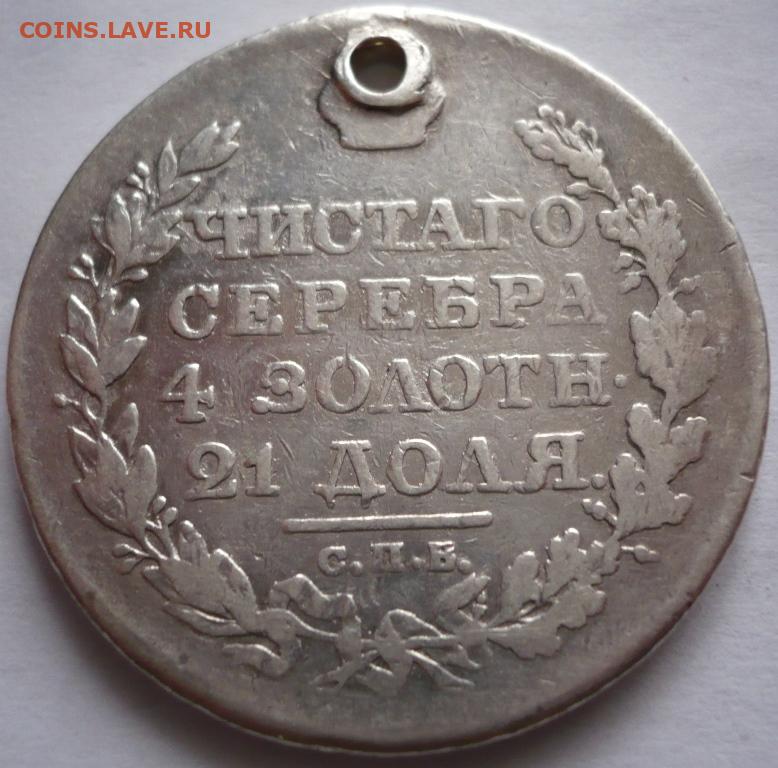 COINS.LAVE.RU
ЧИСТАГО
СЕРЕБРА
4 ЗОЛОТН.
21 ДОЛЯ.
С.П.Б.